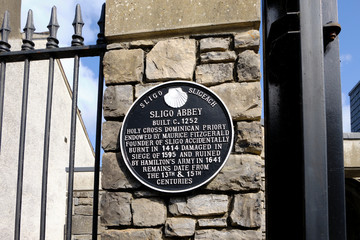 SLIGO SLIGEACH
SLIGO ABBEY
BUILT C.1252
HOLY CROSS DOMINICAN PRIORY
ENDOWED BY MAURICE FITZGERALD
FOUNDER OF SLIGO ACCIDENTALLY
BURNT IN 1414 DAMAGED IN
SIEGE OF 1595 AND RUINED
BY HAMILTON'S ARMY IN 1641
REMAINS DATE FROM
THE 13TH & 15TH
CENTURIES